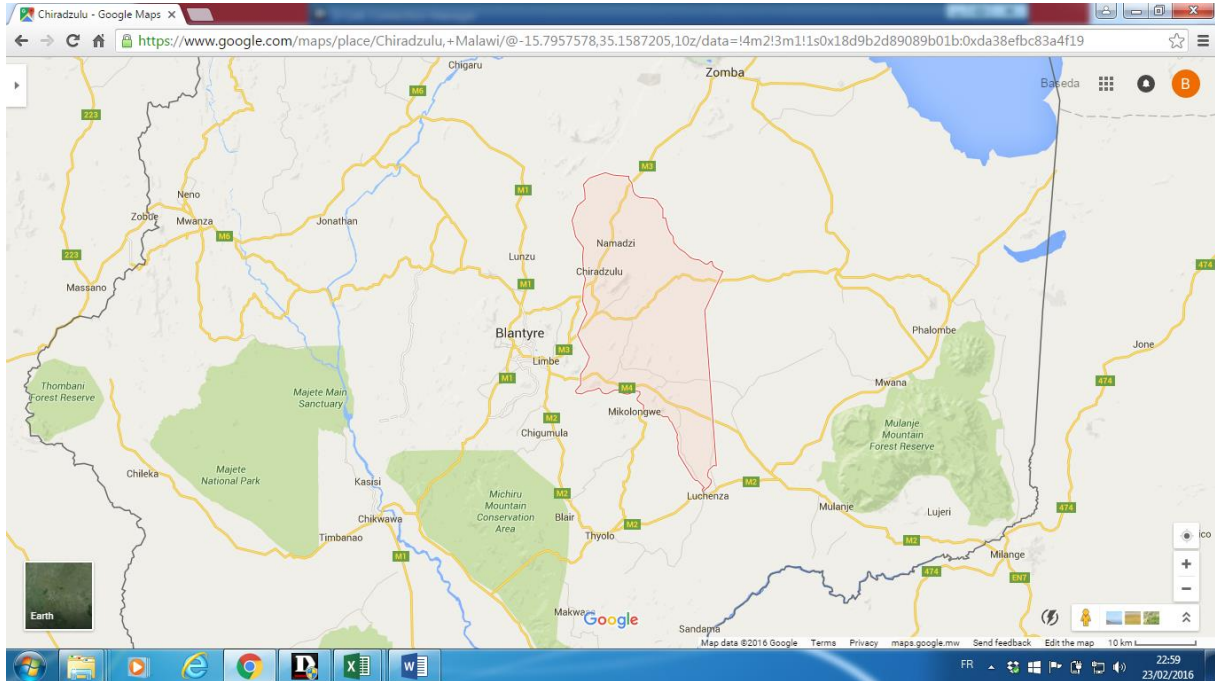 Chiradzulu - Google Maps
https://www.google.com/maps/place/Chiradzulu,+Malawi/@-15.7957578,35.1587205,10z/data=!4m2!3m1!1s0x18d9b2d89089b01b:0xda38efbc83a4f19
Chigaru
Zomba
Baseda
B
M6
223
M3
M1
Neno
Zobue
Mwanza
Jonathan
M6
Namadzi
223
Lunzu
Chiradzulu
474
Massano
M1
Blantyre
Phalombe
Jone
M3
Limbe
Thombani
Forest Reserve
Majete Main
Sanctuary
M1
M4
Mwana
474
Mikolongwe
M2
Mulanje
Mountain
Forest Reserve
Chigumula
Chileka
Majete
National Park
Kasisi
M2
Michiru
Mountain
Conservation
Area
M2
Luchenza
Mulanje
Lujeri
474
Chikwawa
Blair
M2
Timbanao
Thyolo
M2
ico
M1
Milange
474
EN7
Earth
Makwa
Google
Sandama
Map data ©2016 Google Terms Privacy maps.google.mw Send feedback Edit the map 10 km
FR
22:59
23/02/2016